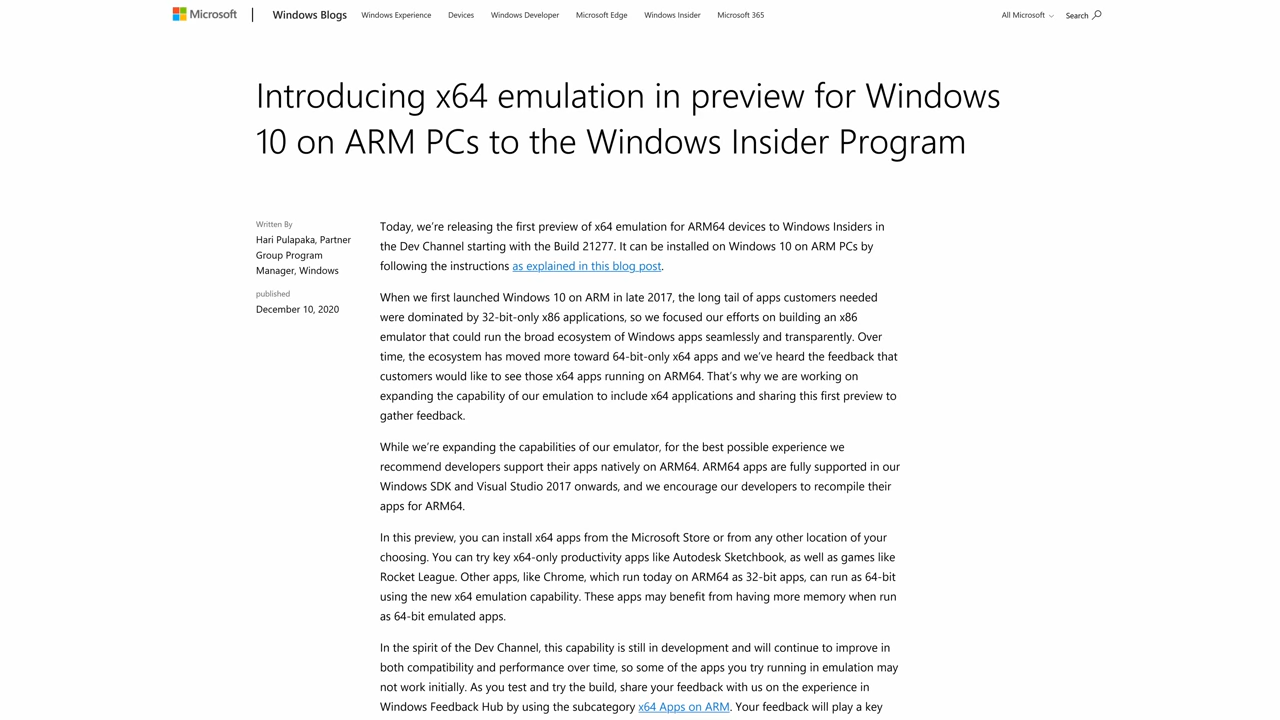 Microsoft | Windows Blogs Windows Experience Devices Windows Developer Microsoft Edge Windows Insider Microsoft 365 All Microsoft Search
Introducing x64 emulation in preview for Windows
10 on ARM PCs to the Windows Insider Program
Written By
Hari Pulapaka, Partner
Group Program
Manager, Windows
published
December 10, 2020
Today, we’re releasing the first preview of x64 emulation for ARM64 devices to Windows Insiders in
the Dev Channel starting with the Build 21277. It can be installed on Windows 10 on ARM PCs by
following the instructions as explained in this blog post.
When we first launched Windows 10 on ARM in late 2017, the long tail of apps customers needed
were dominated by 32-bit-only x86 applications, so we focused our efforts on building an x86
emulator that could run the broad ecosystem of Windows apps seamlessly and transparently. Over
time, the ecosystem has moved more toward 64-bit-only x64 apps and we’ve heard the feedback that
customers would like to see those x64 apps running on ARM64. That’s why we are working on
expanding the capability of our emulation to include x64 applications and sharing this first preview to
gather feedback.
While we’re expanding the capabilities of our emulator, for the best possible experience we
recommend developers support their apps natively on ARM64. ARM64 apps are fully supported in our
Windows SDK and Visual Studio 2017 onwards, and we encourage our developers to recompile their
apps for ARM64.
In this preview, you can install x64 apps from the Microsoft Store or from any other location of your
choosing. You can try key x64-only productivity apps like Autodesk Sketchbook, as well as games like
Rocket League. Other apps, like Chrome, which run today on ARM64 as 32-bit apps, can run as 64-bit
using the new x64 emulation capability. These apps may benefit from having more memory when run
as 64-bit emulated apps.
In the spirit of the Dev Channel, this capability is still in development and will continue to improve in
both compatibility and performance over time, so some of the apps you try running in emulation may
not work initially. As you test and try the build, share your feedback with us on the experience in
Windows Feedback Hub by using the subcategory x64 Apps on ARM. Your feedback will play a key